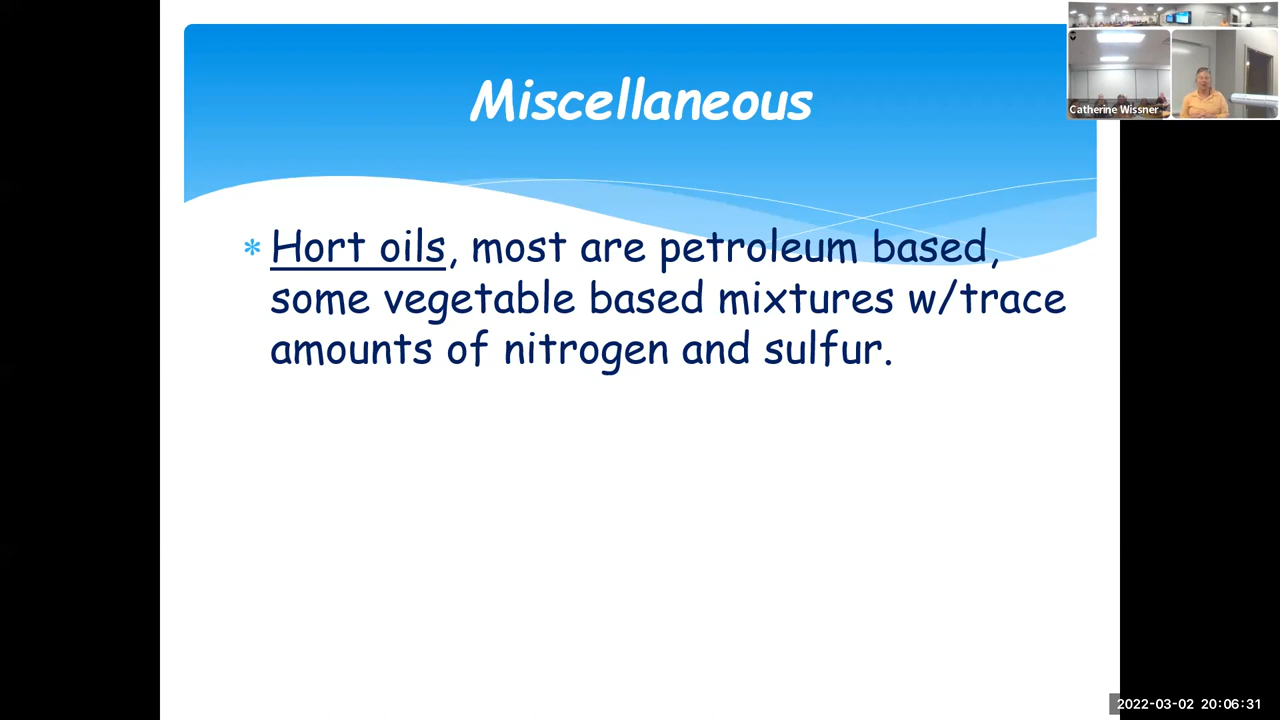 Miscellaneous
Catherine Wissner
* Hort oils, most are petroleum based,
some vegetable based mixtures w/trace
amounts of nitrogen and sulfur.
2022-03-02 20:06:31